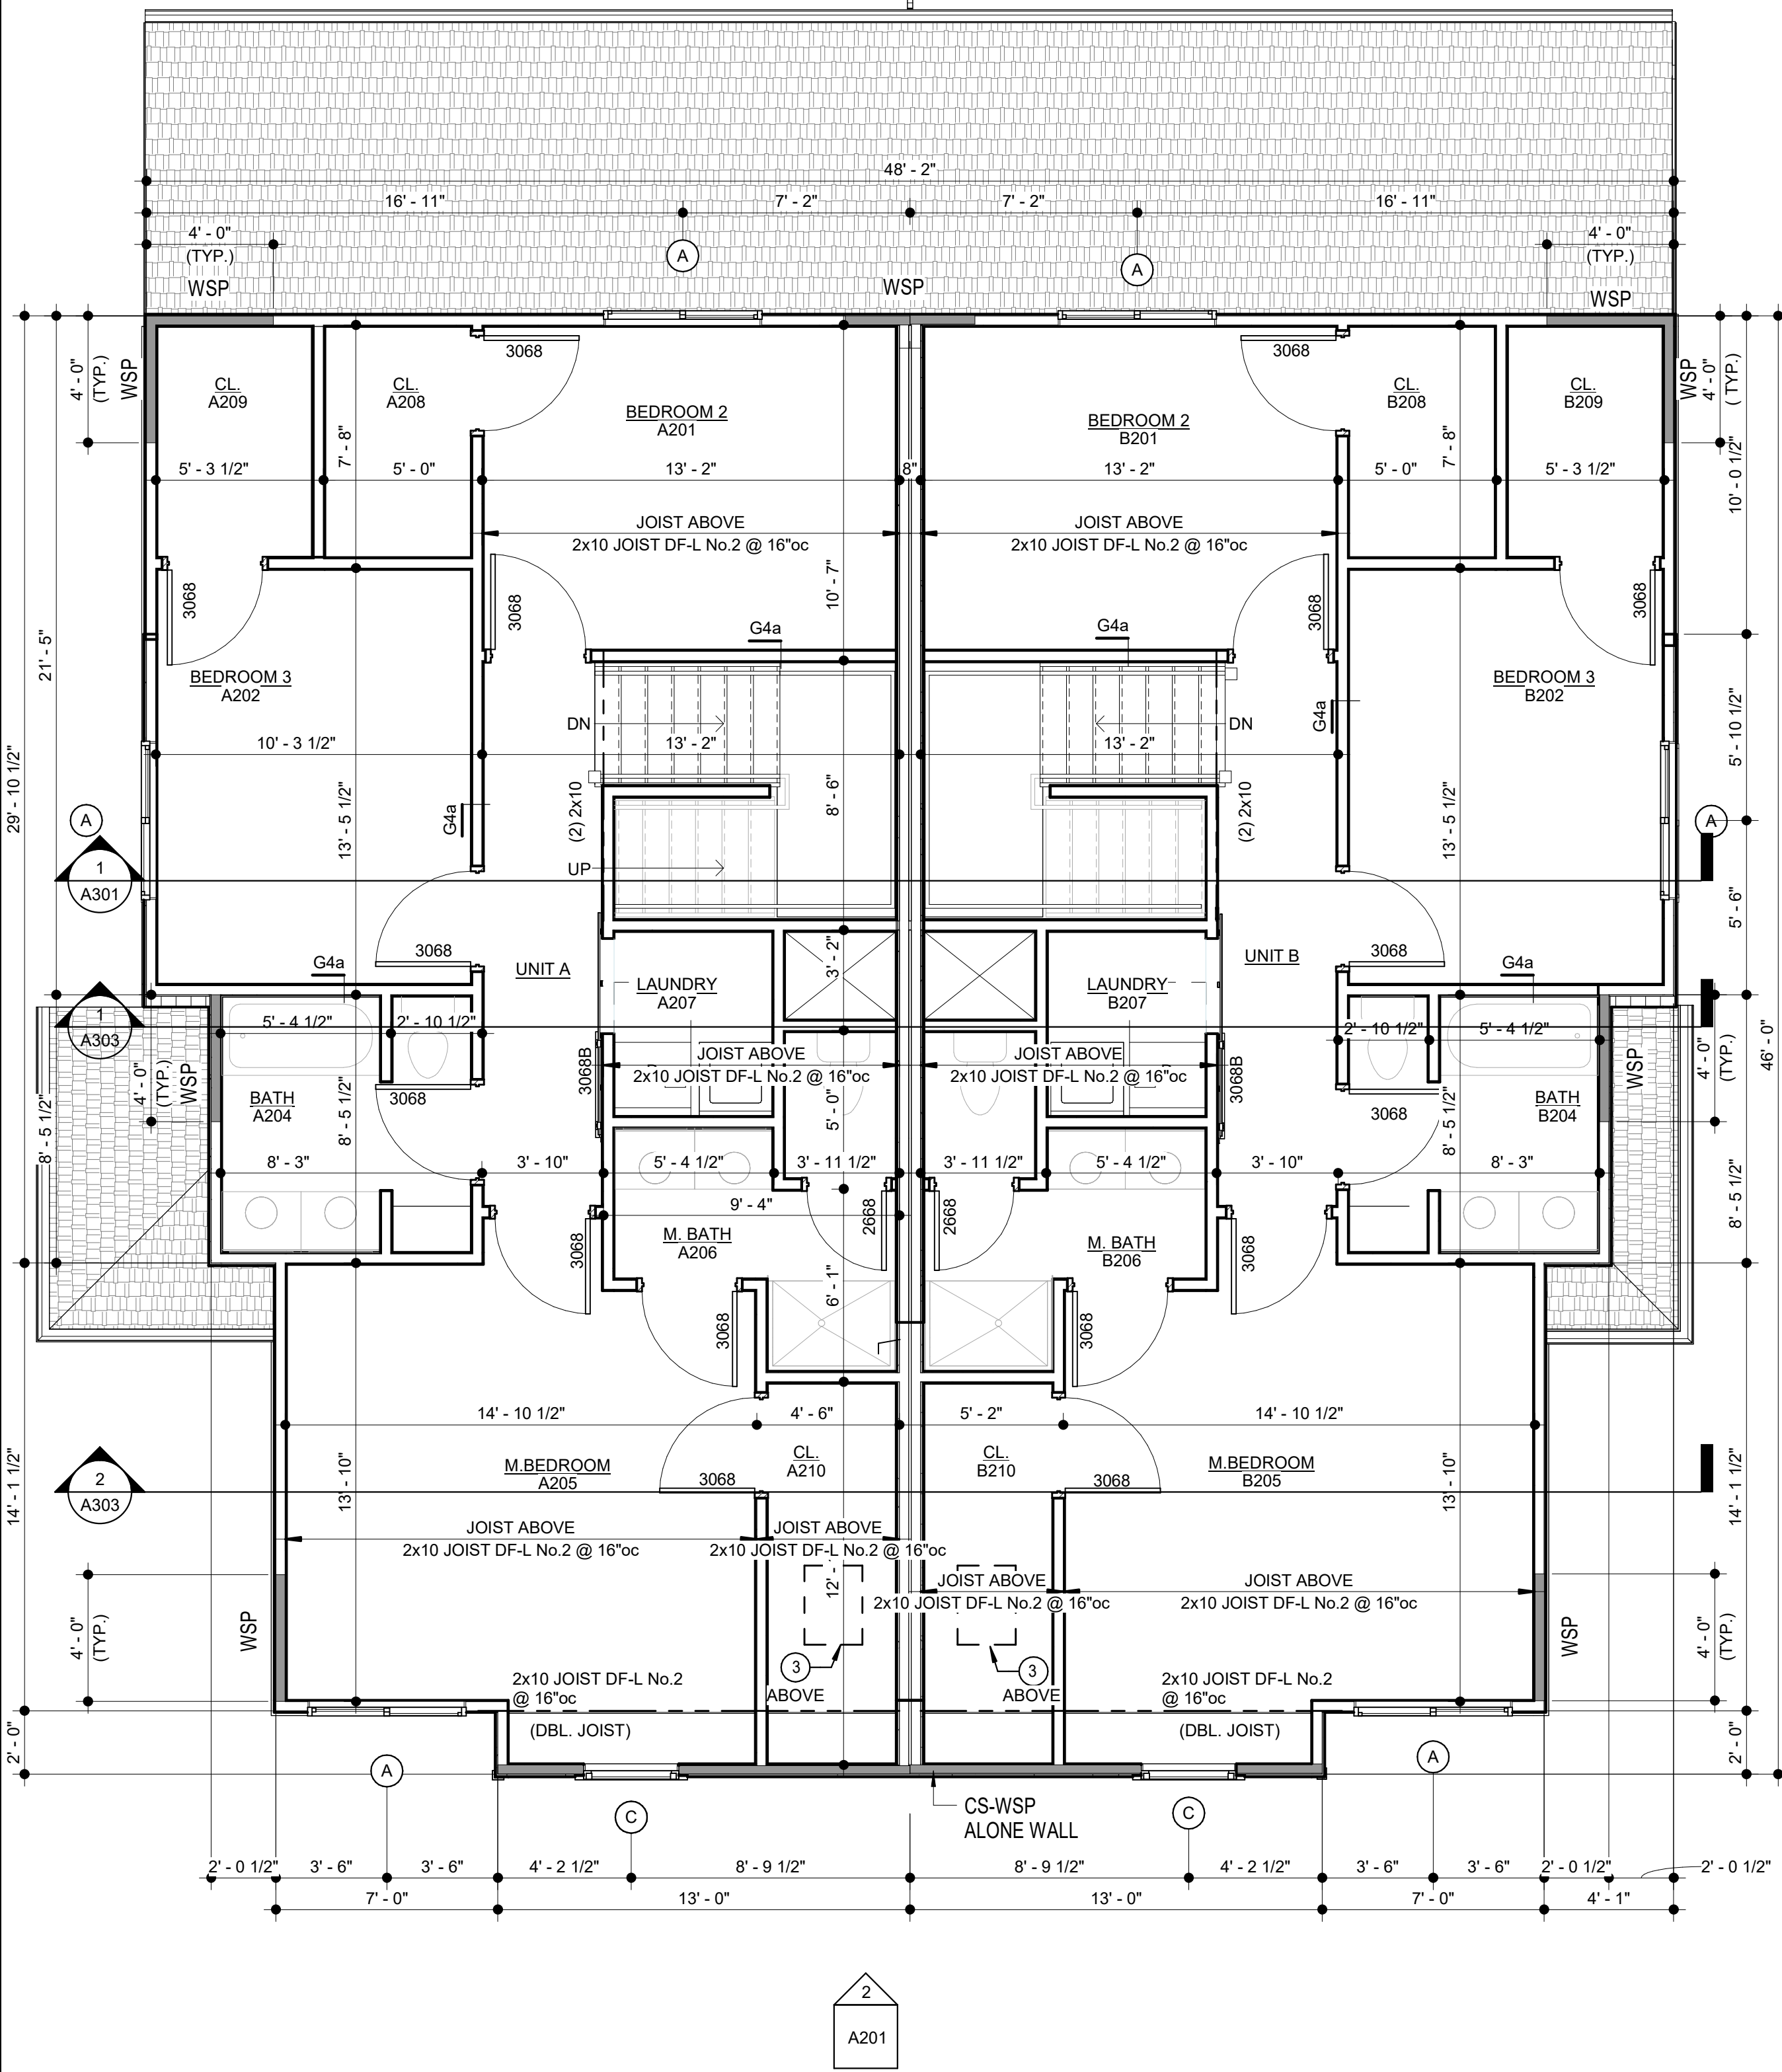 48' - 2"
16' - 11"
7' - 2"
7' - 2"
16' - 11"
4' - 0"
(TYP.)
WSP
A
WSP
A
4' - 0"
(TYP.)
WSP
4' - 0"
(TYP.)
WSP
CL.
A209
CL.
A208
3068
BEDROOM 2
A201
BEDROOM 2
B201
3068
CL.
B208
CL.
B209
WSP
4' - 0"
( TYP.)
10' - 0 1/2"
7' - 8"
7' - 8"
5' - 3 1/2"
5' - 0"
13' - 2"
8"
13' - 2"
5' - 0"
5' - 3 1/2"
JOIST ABOVE
2x10 JOIST DF-L No.2 @ 16"oc
JOIST ABOVE
2x10 JOIST DF-L No.2 @ 16"oc
3068
3068
10' - 7"
3068
3068
G4a
G4a
21' - 5"
29' - 10 1/2"
BEDROOM 3
A202
BEDROOM 3
B202
G4a
DN
DN
10' - 3 1/2"
13' - 2"
13' - 2"
5' - 10 1/2"
(2) 2x10
8' - 6"
(2) 2x10
A
G4a
13' - 5 1/2"
13' - 5 1/2"
A
1
A301
UP
5' - 6"
3068
G4a
UNIT A
3' - 2"
UNIT B
3068
G4a
LAUNDRY
A207
LAUNDRY
B207
1
A303
5' - 4 1/2"
2' - 10 1/2"
2' - 10 1/2"
5' - 4 1/2"
JOIST ABOVE
2x10 JOIST DF-L No.2 @ 16"oc
JOIST ABOVE
2x10 JOIST DF-L No.2 @ 16"oc
3068B
3068B
4' - 0"
(TYP.)
WSP
WSP
4' - 0"
(TYP.)
46' - 0"
8' - 5 1/2"
BATH
A204
3068
8' - 5 1/2"
5' - 0"
3068
8' - 5 1/2"
BATH
B204
8' - 3"
3' - 10"
5' - 4 1/2"
3' - 11 1/2"
3' - 11 1/2"
5' - 4 1/2"
3' - 10"
8' - 3"
8' - 5 1/2"
9' - 4"
2668
2668
M. BATH
A206
M. BATH
B206
3068
3068
6' - 1"
3068
3068
14' - 10 1/2"
4' - 6"
5' - 2"
14' - 10 1/2"
2
A303
14' - 1 1/2"
M.BEDROOM
A205
3068
CL.
A210
CL.
B210
3068
M.BEDROOM
B205
13' - 10"
13' - 10"
14' - 1 1/2"
JOIST ABOVE
2x10 JOIST DF-L No.2 @ 16"oc
JOIST ABOVE
2x10 JOIST DF-L No.2 @ 16"oc
JOIST ABOVE
2x10 JOIST DF-L No.2 @ 16"oc
JOIST ABOVE
2x10 JOIST DF-L No.2 @ 16"oc
12' -
4' - 0"
(TYP.)
WSP
WSP
4' - 0"
(TYP.)
3
ABOVE
3
ABOVE
2x10 JOIST DF-L No.2
@ 16"oc
(DBL. JOIST)
2x10 JOIST DF-L No.2
@ 16"oc
(DBL. JOIST)
2' - 0"
2' - 0"
A
C
C
A
CS-WSP
ALONE WALL
2' - 0 1/2"
3' - 6"
3' - 6"
4' - 2 1/2"
8' - 9 1/2"
8' - 9 1/2"
4' - 2 1/2"
3' - 6"
3' - 6"
2' - 0 1/2"
2' - 0 1/2"
7' - 0"
13' - 0"
13' - 0"
7' - 0"
4' - 1"
2
A201